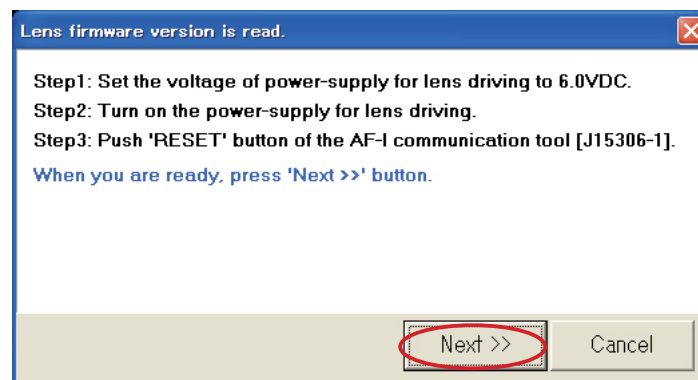 Lens firmware version is read.
Step1: Set the voltage of power-supply for lens driving to 6.0VDC.
Step2: Turn on the power-supply for lens driving.
Step3: Push 'RESET' button of the AF-I communication tool [J15306-1].
When you are ready, press 'Next >>' button.
Next >> Cancel